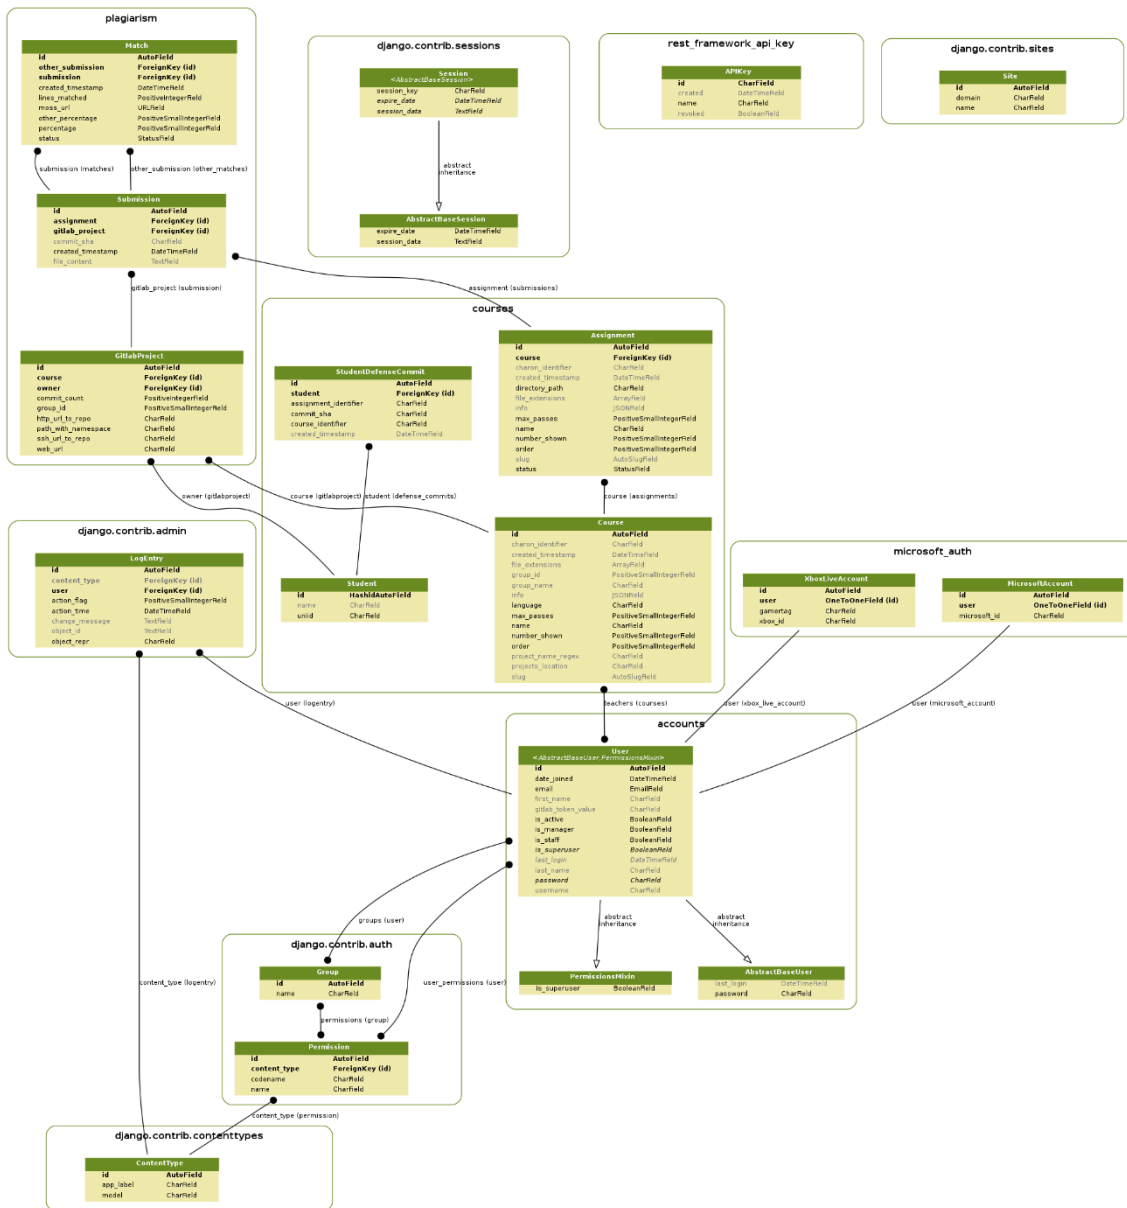 plagiarism
Match
id AutoField
other_submission ForeignKey (id)
submission ForeignKey (id)
created_timestamp DateTimeField
lines_matched PositiveIntegerField
moss_url URLField
other_percentage PositiveSmallIntegerField
percentage PositiveSmallIntegerField
status StatusField
submission (matches)
other_submission (other_matches)
Submission
id AutoField
assignment ForeignKey (id)
gitlab_project ForeignKey (id)
commit_sha CharField
created_timestamp DateTimeField
file_content TextField
gitlab_project (submission)
GitlabProject
id AutoField
course ForeignKey (id)
owner ForeignKey (id)
commit_count PositiveIntegerField
group_id PositiveSmallIntegerField
http_url_to_repo CharField
path_with_namespace CharField
ssh_url_to_repo CharField
web_url CharField
django.contrib.sessions
Session
<AbstractBaseSession>
session_key CharField
expire_date DateTimeField
session_data TextField
abstract
inheritance
AbstractBaseSession
expire_date DateTimeField
session_data TextField
rest_framework_api_key
APIKey
id CharField
created DateTimeField
name CharField
revoked BooleanField
django.contrib.sites
Site
id AutoField
domain CharField
name CharField
assignment (submissions)
courses
StudentDefenseCommit
id AutoField
student ForeignKey (id)
assignment_identifier CharField
commit_sha CharField
course_identifier CharField
created_timestamp DateTimeField
Assignment
id AutoField
course ForeignKey (id)
charon_identifier CharField
created_timestamp DateTimeField
directory_path CharField
file_extensions ArrayField
info JSONField
max_passes PositiveSmallIntegerField
name CharField
number_shown PositiveSmallIntegerField
order PositiveSmallIntegerField
slug AutoSlugField
status StatusField
owner (gitlabproject)
course (gitlabproject)
student (defense_commits)
course (assignments)
Student
id HashidAutoField
name CharField
uniid CharField
Course
id AutoField
charon_identifier CharField
created_timestamp DateTimeField
file_extensions ArrayField
group_id PositiveSmallIntegerField
group_name CharField
info JSONField
language CharField
max_passes PositiveSmallIntegerField
name CharField
number_shown PositiveSmallIntegerField
order PositiveSmallIntegerField
project_name_regex CharField
projects_location CharField
slug AutoSlugField
django.contrib.admin
LogEntry
id AutoField
content_type ForeignKey (id)
user ForeignKey (id)
action_flag PositiveSmallIntegerField
action_time DateTimeField
change_message TextField
object_id TextField
object_repr CharField
microsoft_auth
XboxLiveAccount
id AutoField
user OneToOneField (id)
gamertag CharField
xbox_id CharField
MicrosoftAccount
id AutoField
user OneToOneField (id)
microsoft_id CharField
user (logentry)
teachers (courses)
user (xbox_live_account)
user (microsoft_account)
accounts
User
<AbstractBaseUser,PermissionsMixin>
id AutoField
date_joined DateTimeField
email EmailField
first_name CharField
gitlab_token_value CharField
is_active BooleanField
is_manager BooleanField
is_staff BooleanField
is_superuser BooleanField
last_login DateTimeField
last_name CharField
password CharField
username CharField
abstract
inheritance
abstract
inheritance
PermissionsMixin
is_superuser BooleanField
AbstractBaseUser
last_login DateTimeField
password CharField
groups (user)
django.contrib.auth
Group
id AutoField
name CharField
content_type (logentry)
user_permissions (user)
permissions (group)
Permission
id AutoField
content_type ForeignKey (id)
codename CharField
name CharField
content_type (permission)
django.contrib.contenttypes
ContentType
id AutoField
app_label CharField
model CharField